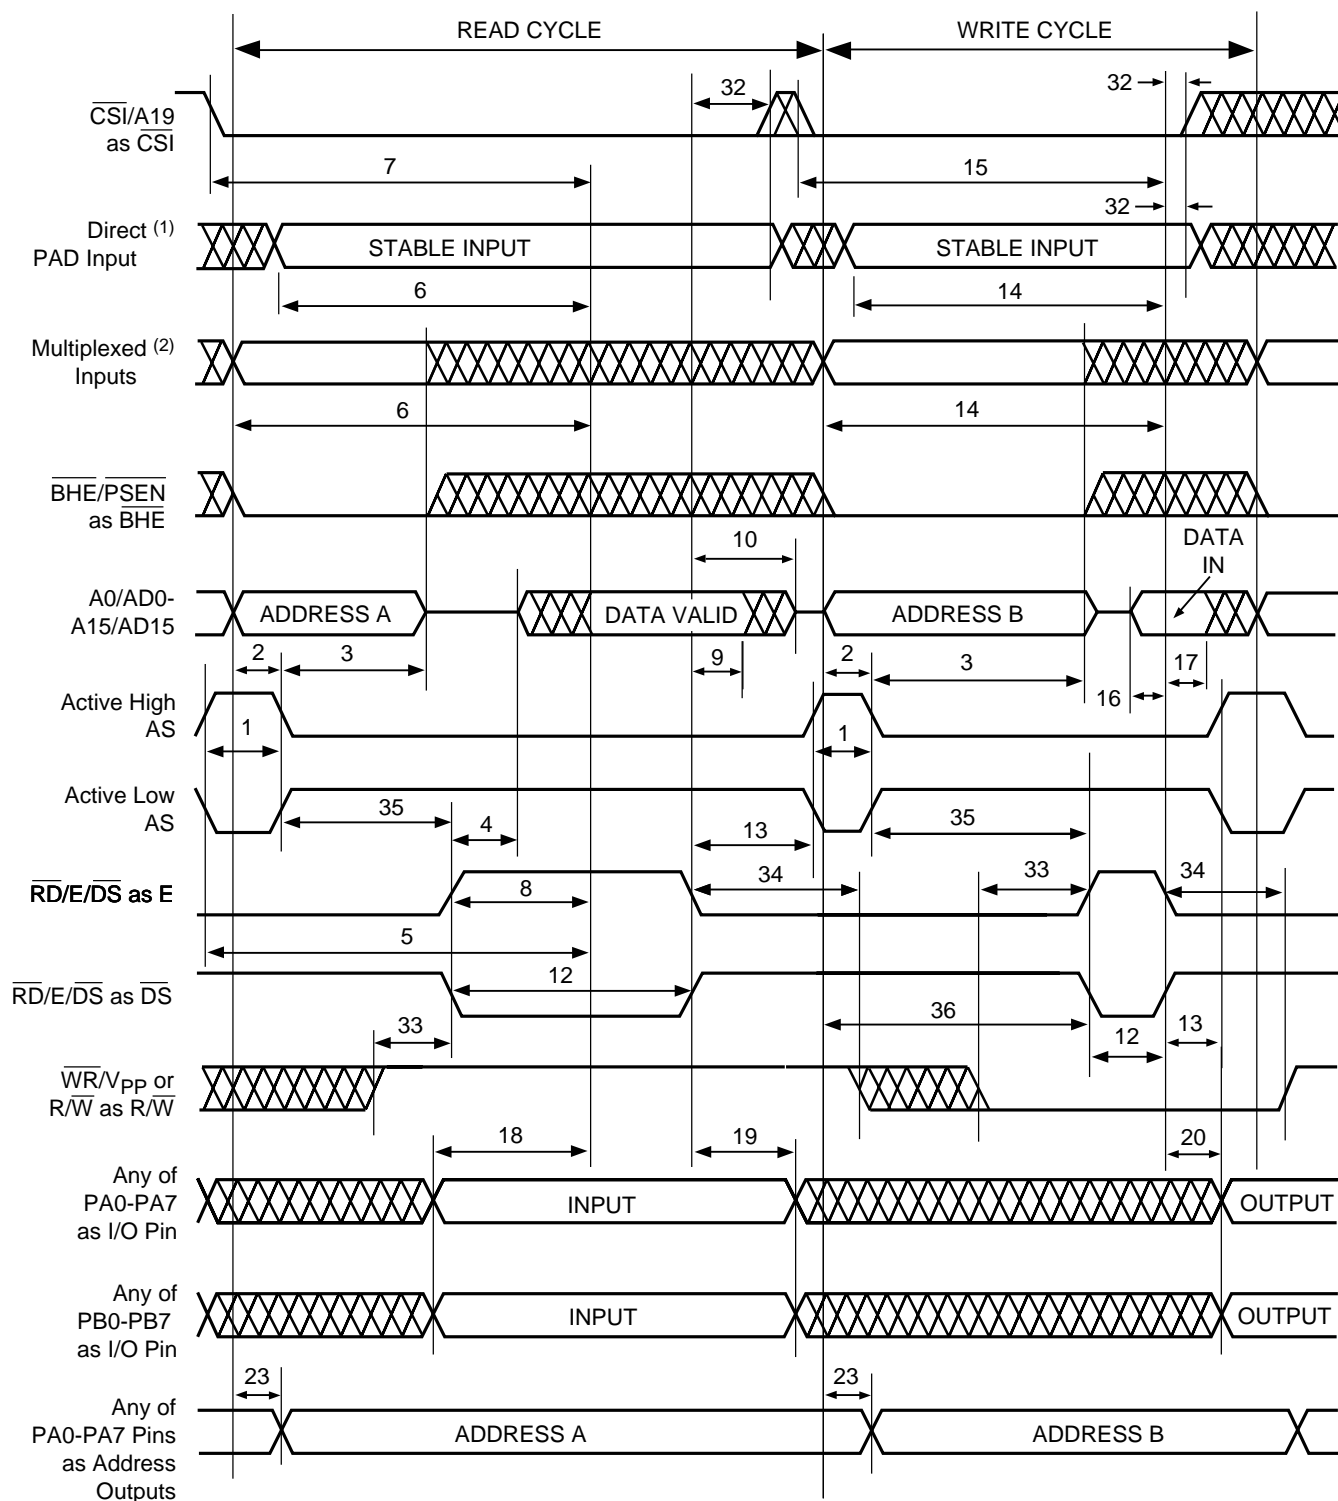 READ CYCLE
WRITE CYCLE
32
32
CSI/A19
as CSI
7
15
32
Direct (1)
PAD Input
STABLE INPUT
STABLE INPUT
6
14
Multiplexed (2)
Inputs
6
14
BHE/PSEN
as BHE
10
DATA
IN
A0/AD0-
A15/AD15
ADDRESS A
DATA VALID
ADDRESS B
2
3
9
2
3
17
16
Active High
AS
1
1
Active Low
AS
35
4
13
35
RD/E/DS as E
8
34
33
34
5
RD/E/DS as DS
12
36
33
12
13
WR/VPP or
R/W as R/W
18
19
20
Any of
PA0-PA7
as I/O Pin
INPUT
OUTPUT
Any of
PB0-PB7
as I/O Pin
INPUT
OUTPUT
23
23
Any of
PA0-PA7 Pins
as Address
Outputs
ADDRESS A
ADDRESS B